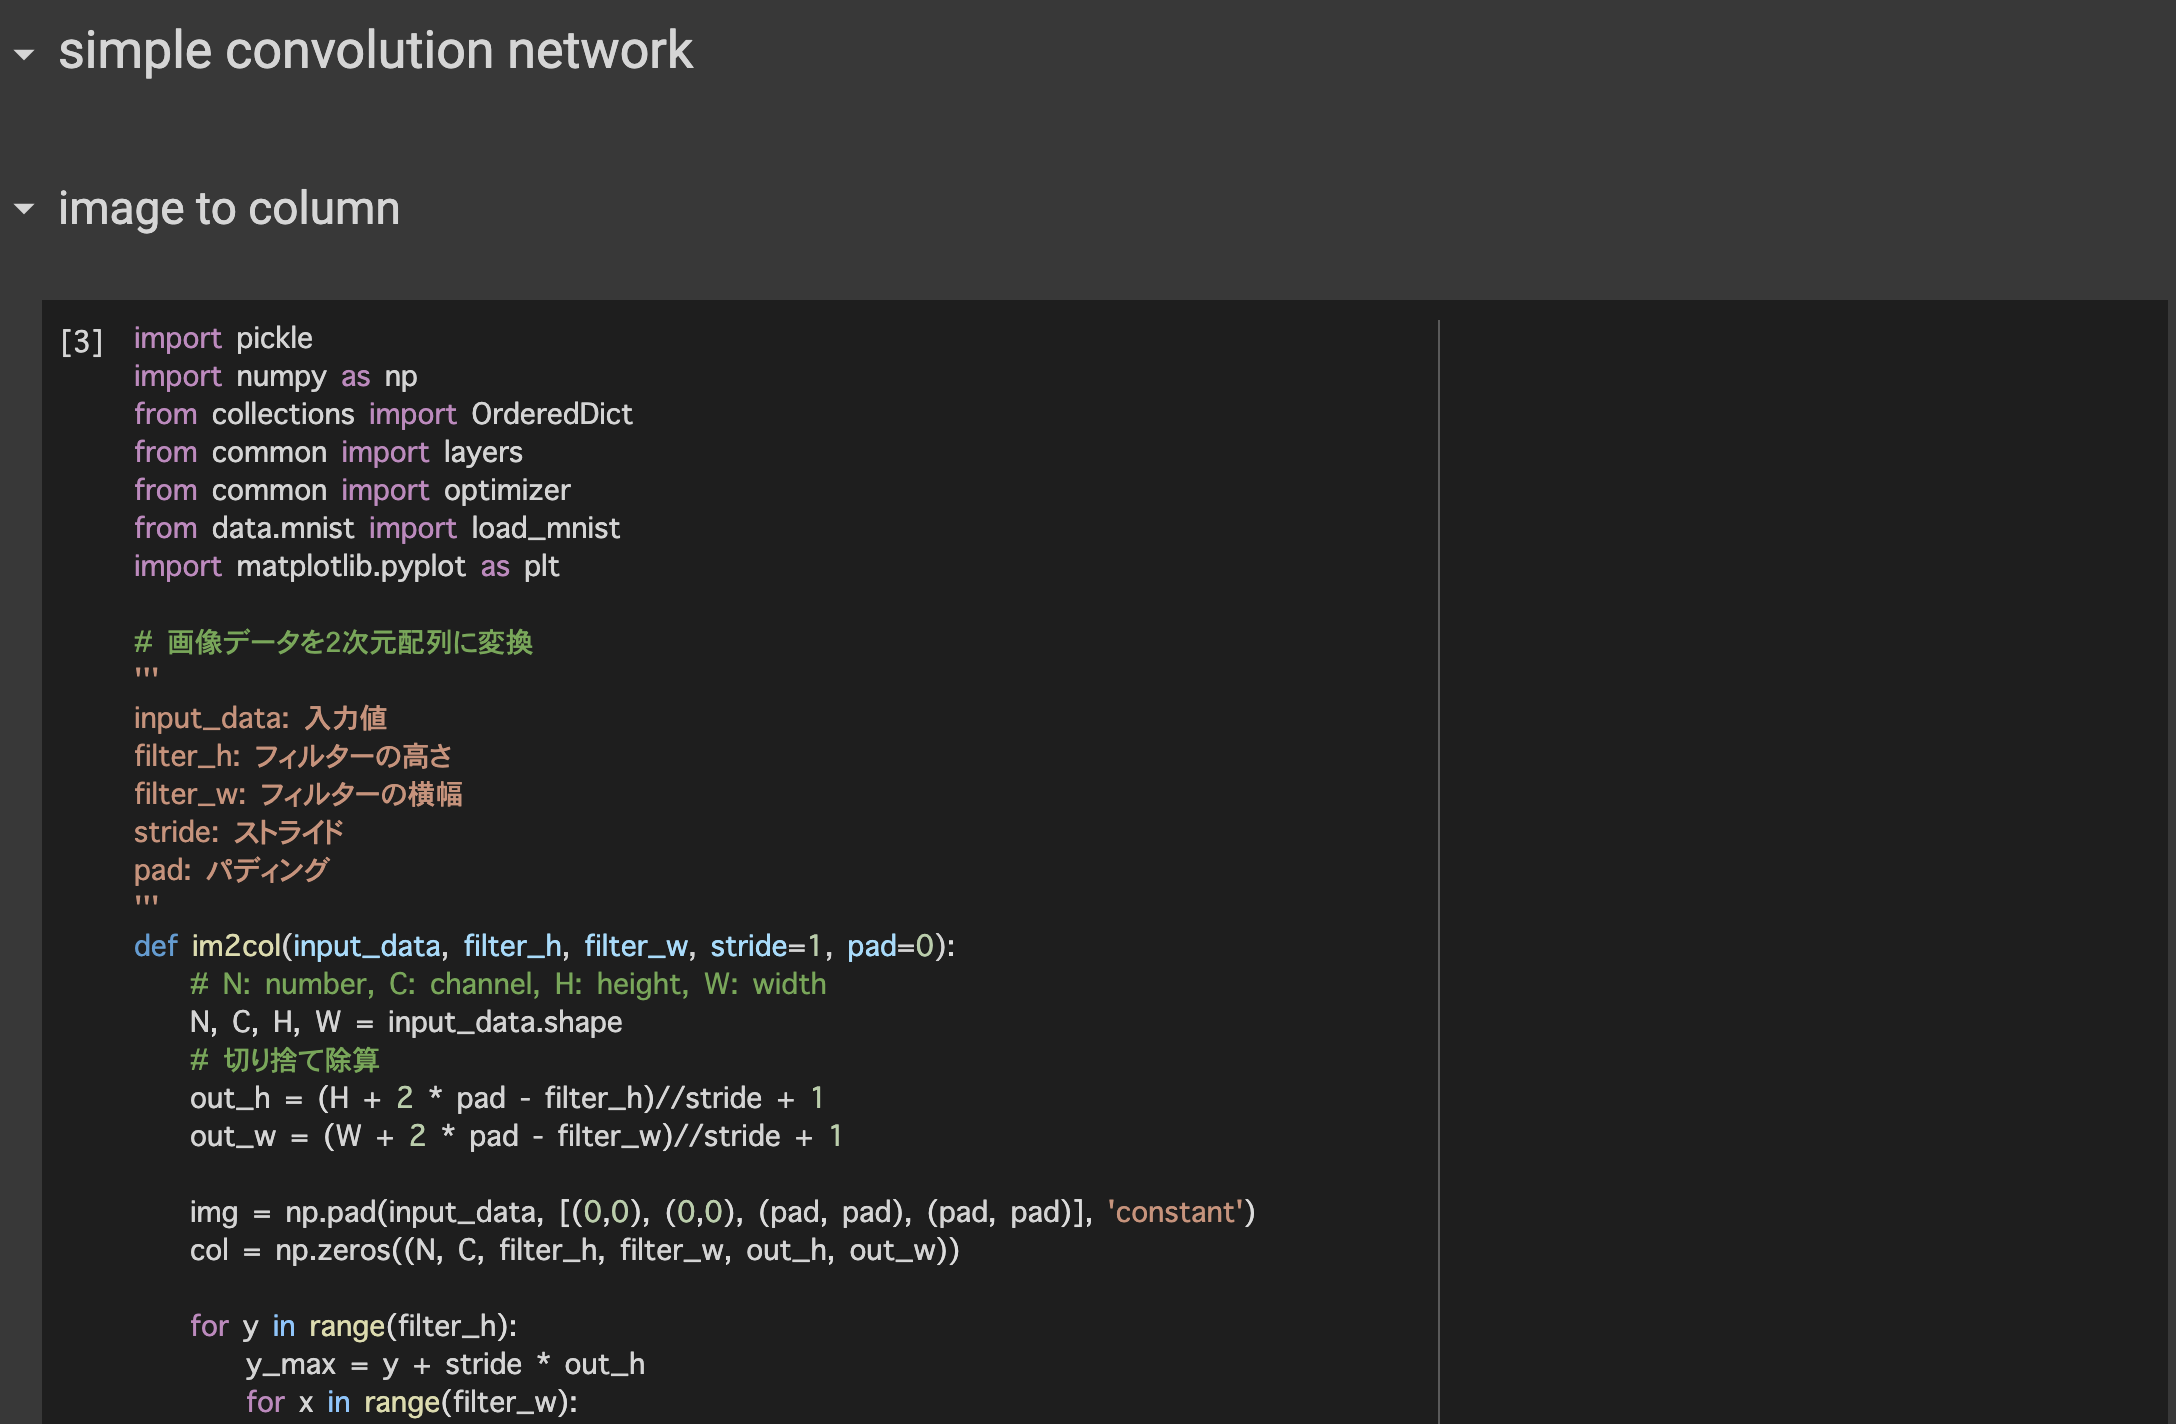 simple convolution network
image to column
[3]
import pickle
import numpy as np
from collections import OrderedDict
from common import layers
from common import optimizer
from data.mnist import load_mnist
import matplotlib.pyplot as plt
# 画像データを2次元配列に変換
'''
input_data: 入力値
filter_h: フィルターの高さ
filter_w: フィルターの横幅
stride: ストライド
pad: パディング
'''
def im2col(input_data, filter_h, filter_w, stride=1, pad=0):
    # N: number, C: channel, H: height, W: width
    N, C, H, W = input_data.shape
    # 切り捨て除算
    out_h = (H + 2 * pad - filter_h)//stride + 1
    out_w = (W + 2 * pad - filter_w)//stride + 1
    img = np.pad(input_data, [(0,0), (0,0), (pad, pad), (pad, pad)], 'constant')
    col = np.zeros((N, C, filter_h, filter_w, out_h, out_w))
    for y in range(filter_h):
        y_max = y + stride * out_h
        for x in range(filter_w):